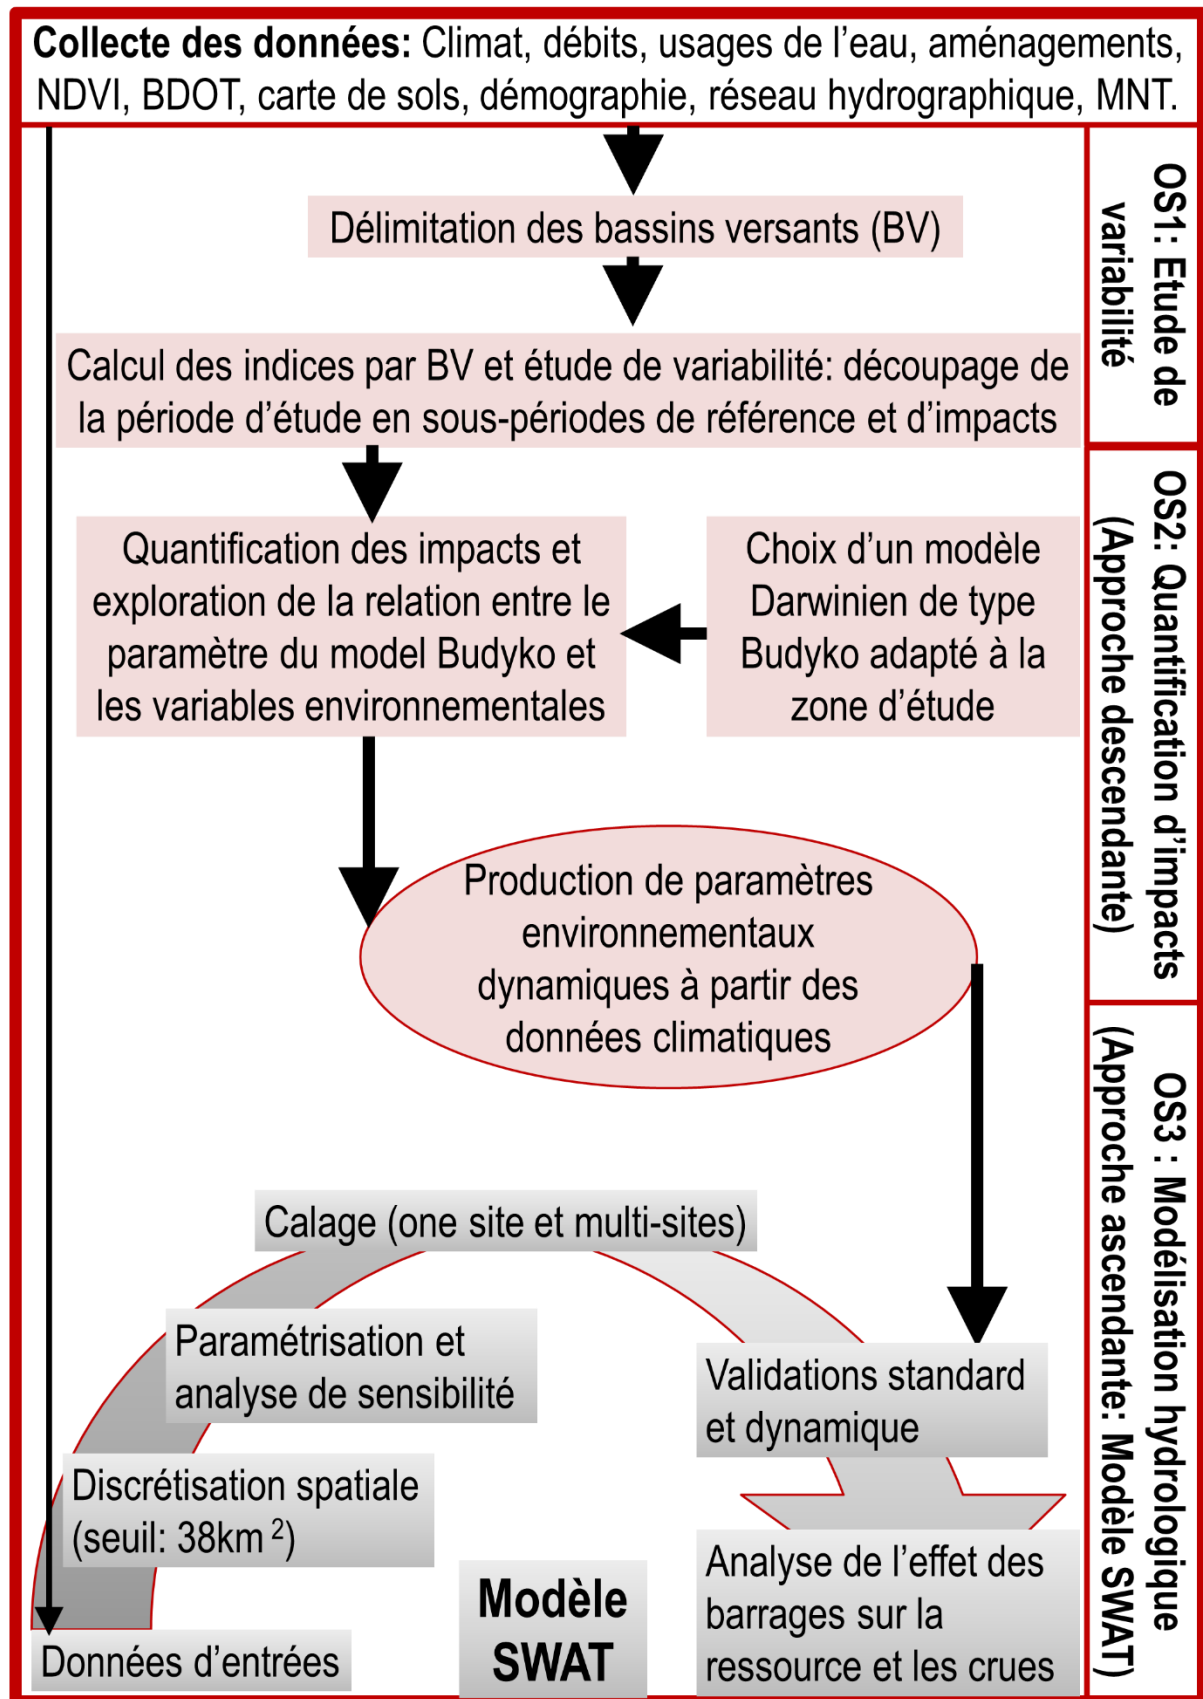 Collecte des données: Climat, débits, usages de l'eau, aménagements,
NDVI, BDOT, carte de sols, démographie, réseau hydrographique, MNT.
Délimitation des bassins versants (BV)
Calcul des indices par BV et étude de variabilité: découpage de
la période d'étude en sous-périodes de référence et d'impacts
OS1: Etude de
variabilité
Quantification des impacts et
exploration de la relation entre le
paramètre du model Budyko et
les variables environnementales
Choix d'un modèle
Darwinien de type
Budyko adapté à la
zone d'étude
OS2: Quantification d'impacts
(Approche descendante)
Production de paramètres
environnementaux
dynamiques à partir des
données climatiques
OS3 : Modélisation hydrologique
(Approche ascendante: Modèle SWAT)
Calage (one site et multi-sites)
Paramétrisation et
analyse de sensibilité
Validations standard
et dynamique
Discrétisation spatiale
(seuil: 38km²)
Données d'entrées
Modèle
SWAT
Analyse de l'effet des
barrages sur la
ressource et les crues